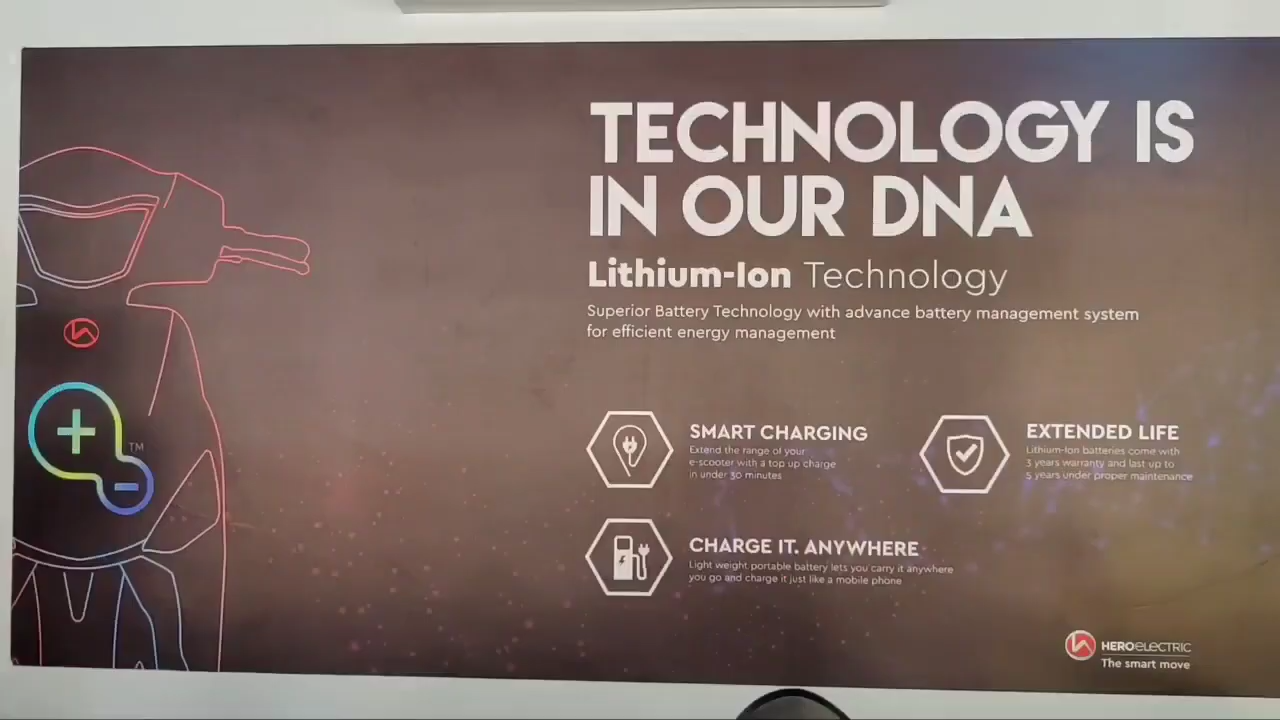 TECHNOLOGY IS
IN OUR DNA
Lithium-Ion Technology
Superior Battery Technology with advance battery management system
for efficient energy management
SMART CHARGING
Extend the range of your
e-scooter with a top up charge
in under 30 minutes
EXTENDED LIFE
Lithium-Ion batteries come with
3 years warranty and last up to
5 years under proper maintenance
TM
CHARGE IT. ANYWHERE
Light weight portable battery lets you carry it anywhere
you go and charge it just like a mobile phone
HERO ELECTRIC
The smart move